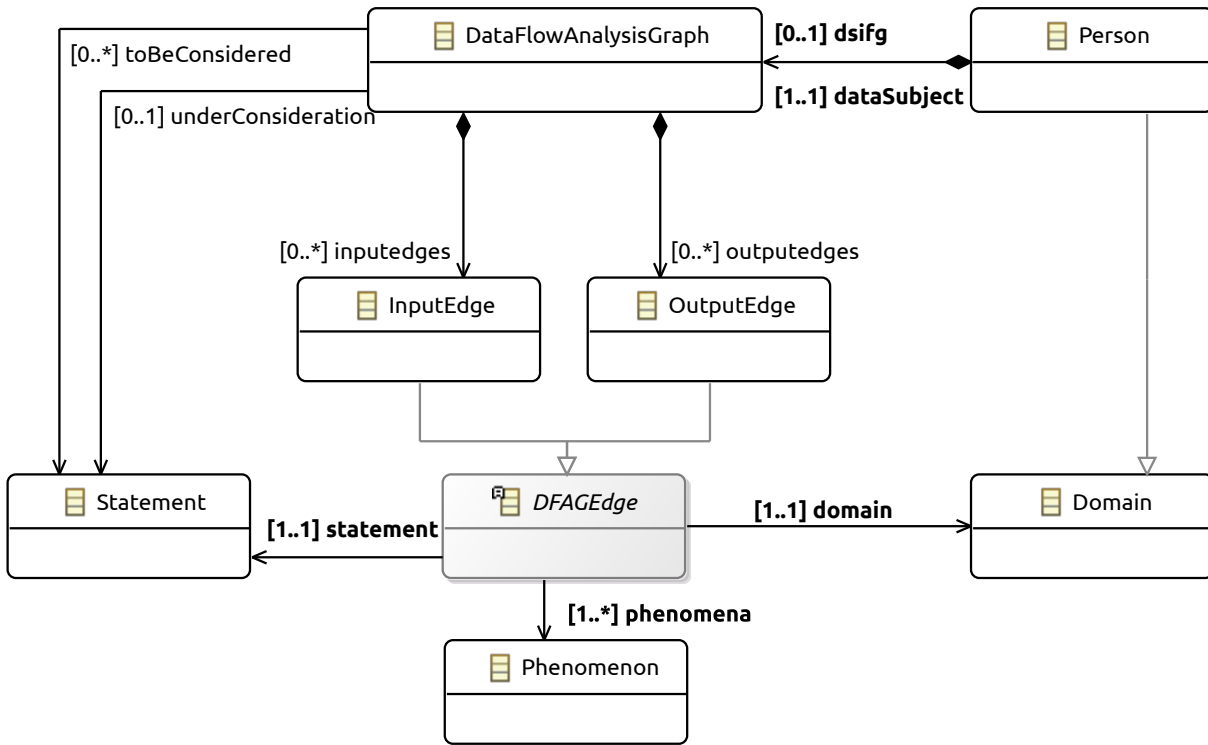 DataFlowAnalysisGraph
[0..1] dsifg
Person
[0..*] toBeConsidered
[1..1] dataSubject
[0..1] underConsideration
[0..*] inputedges
[0..*] outputedges
InputEdge
OutputEdge
Statement
DFAGEdge
Domain
[1..1] statement
[1..1] domain
[1..*] phenomena
Phenomenon